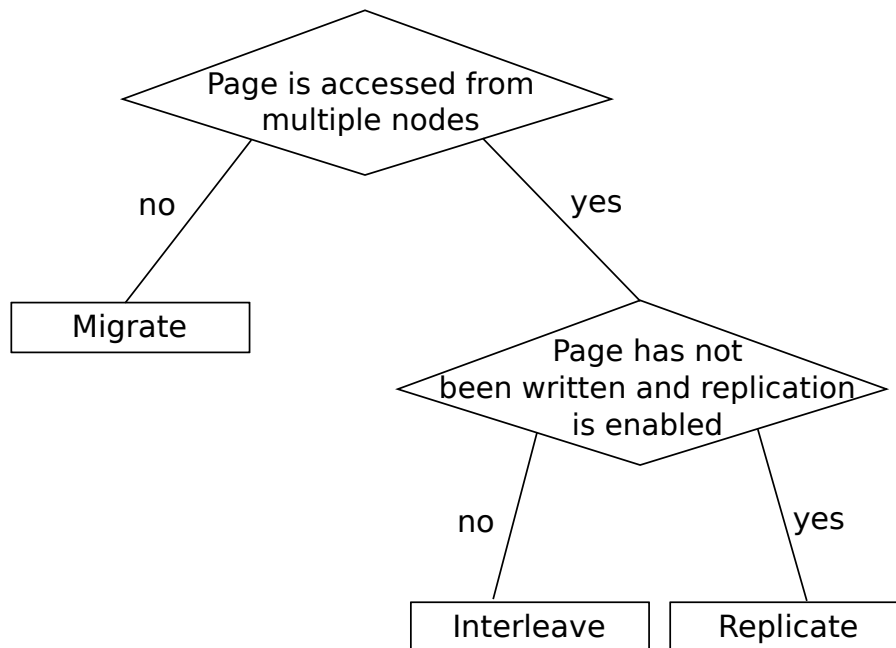 Page is accessed from
multiple nodes
no
yes
Migrate
Page has not
been written and replication
is enabled
no
yes
Interleave
Replicate